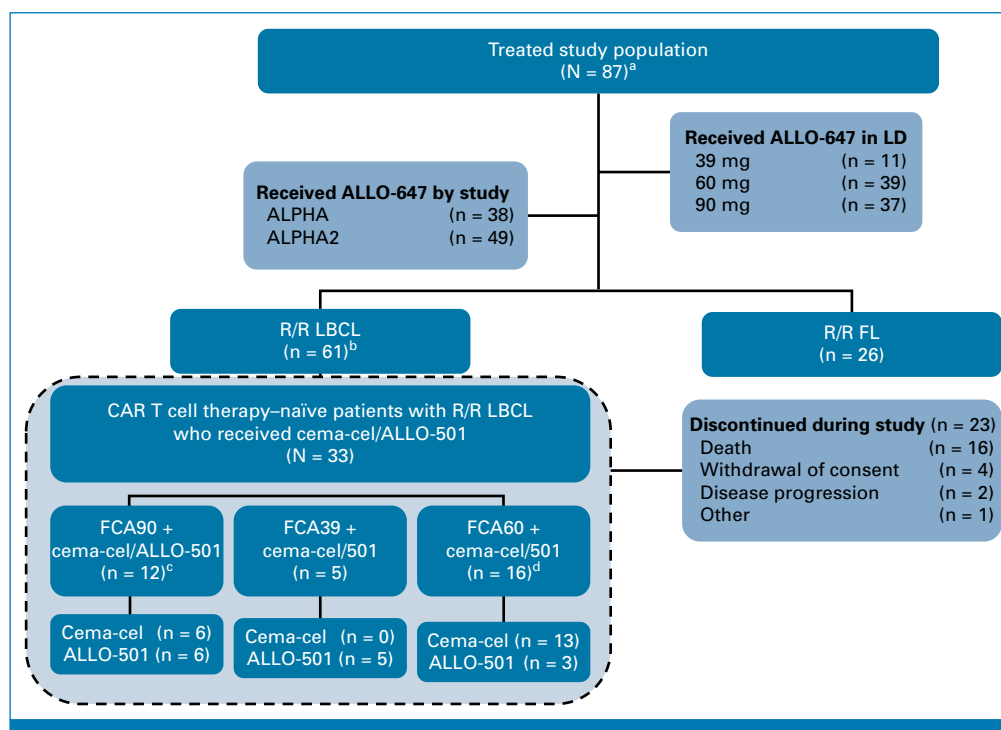 Treated study population
(N = 87)a
Received ALLO-647 in LD
39 mg (n = 11)
60 mg (n = 39)
90 mg (n = 37)
Received ALLO-647 by study
ALPHA (n = 38)
ALPHA2 (n = 49)
R/R LBCL
(n = 61)b
R/R FL
(n = 26)
CAR T cell therapy–naïve patients with R/R LBCL
who received cema-cel/ALLO-501
(N = 33)
Discontinued during study (n = 23)
Death (n = 16)
Withdrawal of consent (n = 4)
Disease progression (n = 2)
Other (n = 1)
FCA90 +
cema-cel/ALLO-501
(n = 12)c
FCA39 +
cema-cel/501
(n = 5)
FCA60 +
cema-cel/501
(n = 16)d
Cema-cel (n = 6)
ALLO-501 (n = 6)
Cema-cel (n = 0)
ALLO-501 (n = 5)
Cema-cel (n = 13)
ALLO-501 (n = 3)